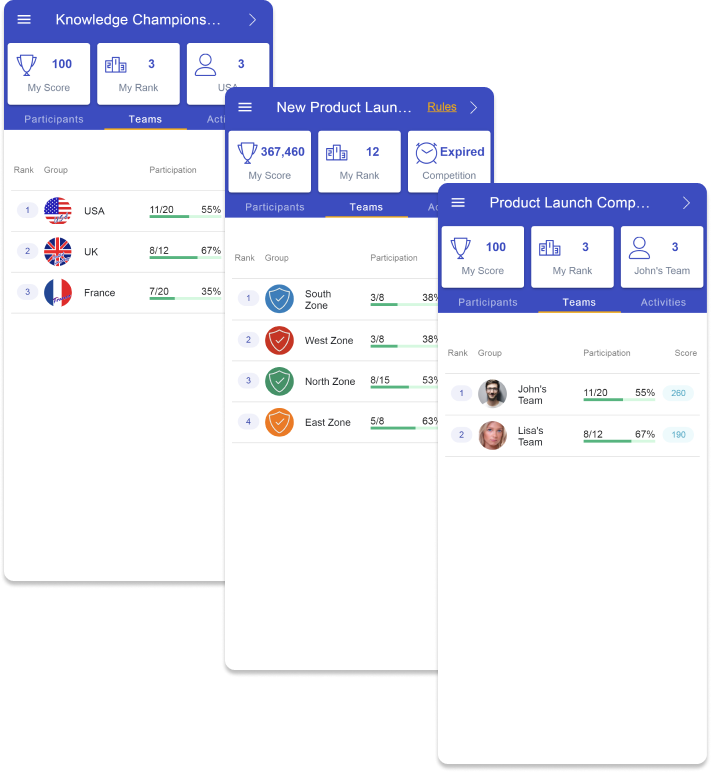 Knowledge Champions...
100
3
3
My Score
My Rank
USA
Participants
Teams
Rank
Group
Participation
1
USA
11/20
55%
2
UK
8/12
67%
3
France
7/20
35%
New Product Laun...
Rules
367,460
12
Expired
My Score
My Rank
Competition
Participants
Teams
Rank
Group
Participation
1
South
Zone
3/8
38%
2
West Zone
3/8
38%
3
North Zone
8/15
53%
4
East Zone
5/8
63%
Product Launch Comp...
100
3
3
My Score
My Rank
John's Team
Participants
Teams
Activities
Rank
Group
Participation
Score
1
John's
Team
11/20
55%
260
2
Lisa's
Team
8/12
67%
190